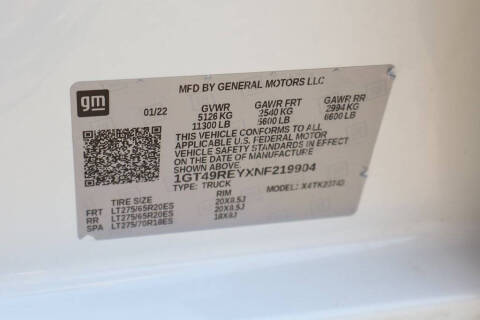 MFD BY GENERAL MOTORS LLC
gm
01/22 GVWR GAWR FRT GAWR RR
5126 KG 2540 KG 2994 KG
11300 LB 5600 LB 6600 LB
THIS VEHICLE CONFORMS TO ALL
APPLICABLE U.S. FEDERAL MOTOR
VEHICLE SAFETY STANDARDS IN EFFECT
ON THE DATE OF MANUFACTURE
SHOWN ABOVE.
1GT49REYXNF219904
TYPE: TRUCK MODEL: X4TK20743
TIRE SIZE RIM
FRT LT275/65R20ES 20X8.5J
RR LT275/65R20ES 20X8.5J
SPA LT275/70R18ES 18X8J